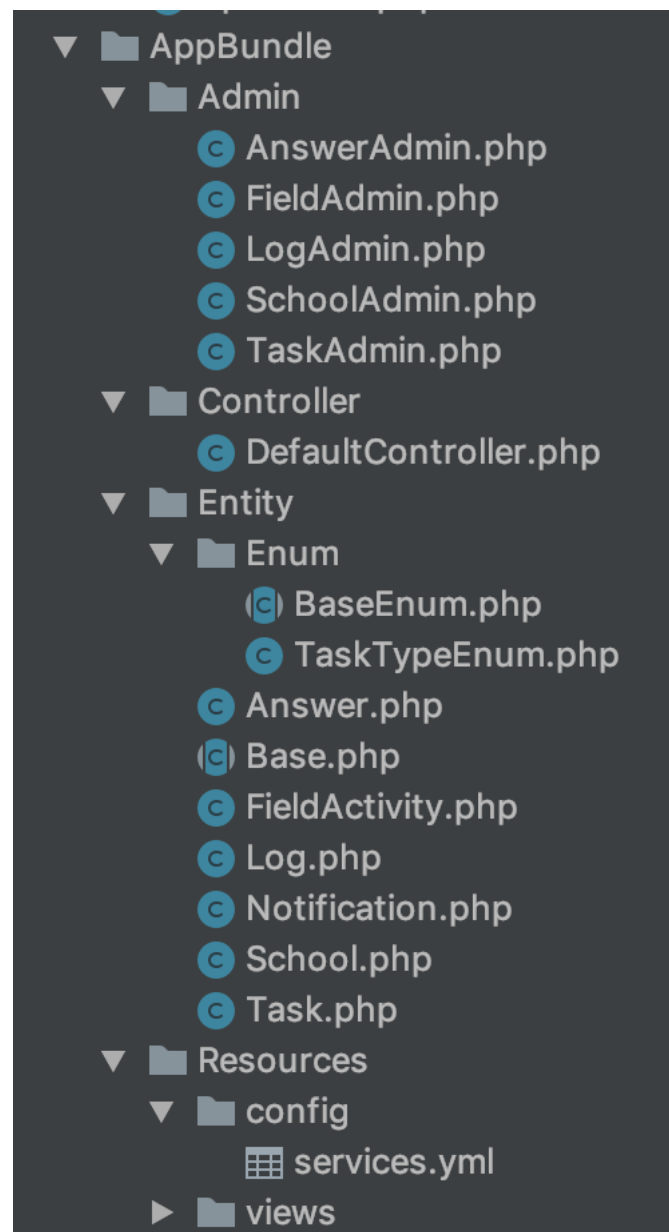 AppBundle
Admin
AnswerAdmin.php
FieldAdmin.php
LogAdmin.php
SchoolAdmin.php
TaskAdmin.php
Controller
DefaultController.php
Entity
Enum
BaseEnum.php
TaskTypeEnum.php
Answer.php
Base.php
FieldActivity.php
Log.php
Notification.php
School.php
Task.php
Resources
config
services.yml
views